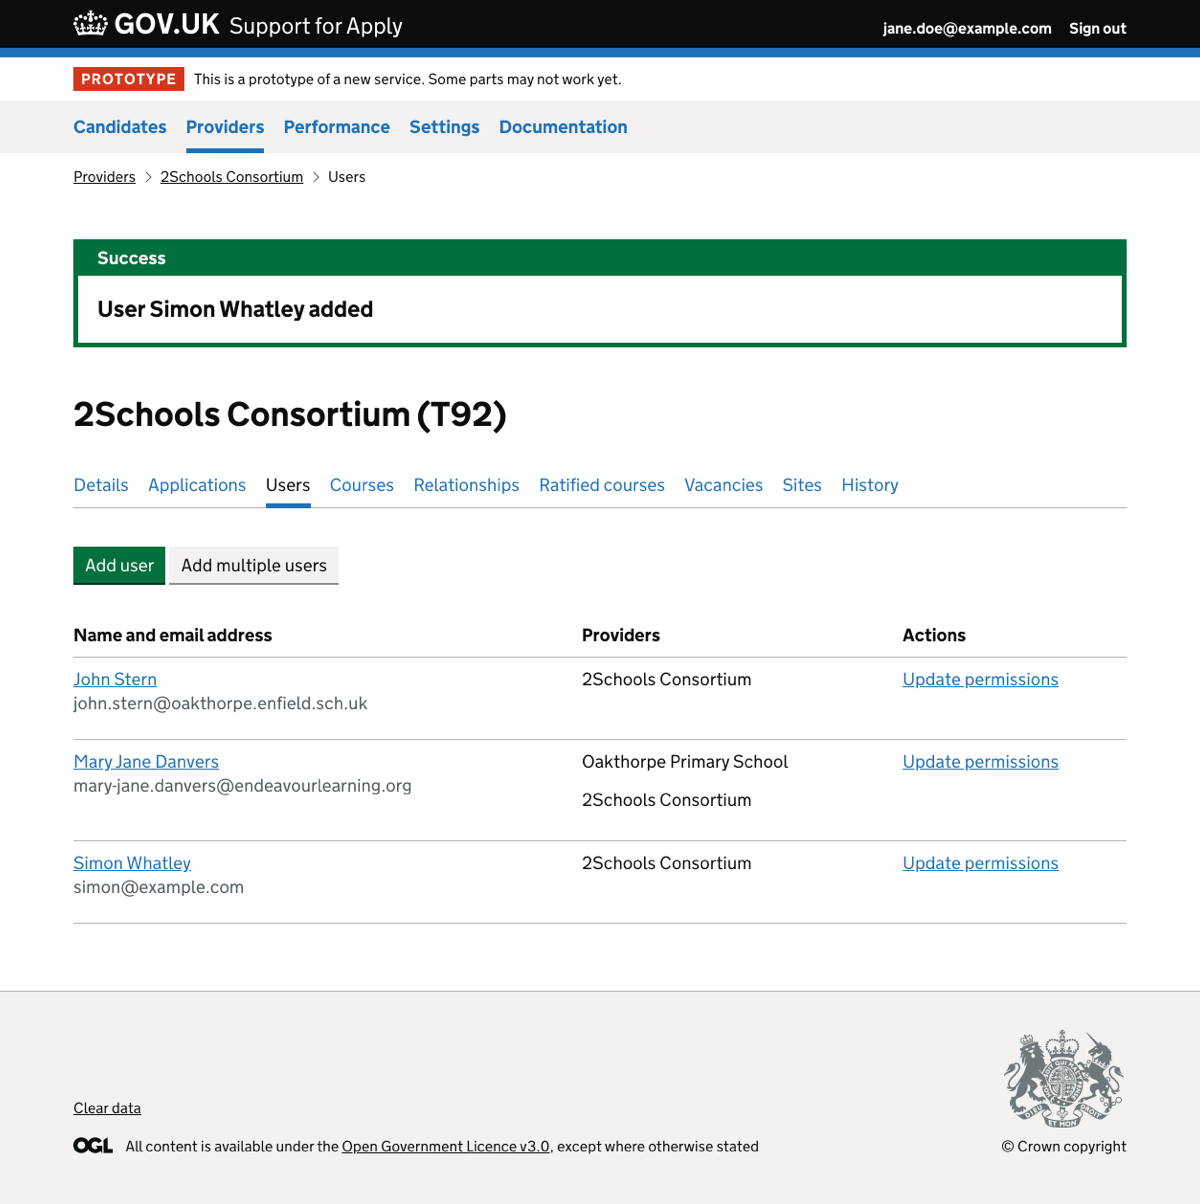 GOV.UK Support for Apply
jane.doe@example.com Sign out
PROTOTYPE This is a prototype of a new service. Some parts may not work yet.
Candidates Providers Performance Settings Documentation
Providers > 2Schools Consortium > Users
Success
User Simon Whatley added
2Schools Consortium (T92)
Details Applications Users Courses Relationships Ratified courses Vacancies Sites History
Add user Add multiple users
Name and email address Providers Actions
John Stern 2Schools Consortium Update permissions
john.stern@oakthorpe.enfield.sch.uk
Mary Jane Danvers Oakthorpe Primary School Update permissions
mary-jane.danvers@endeavourlearning.org
2Schools Consortium
Simon Whatley 2Schools Consortium Update permissions
simon@example.com
Clear data
DIEU ET MON DROIT
OGL All content is available under the Open Government Licence v3.0, except where otherwise stated
© Crown copyright